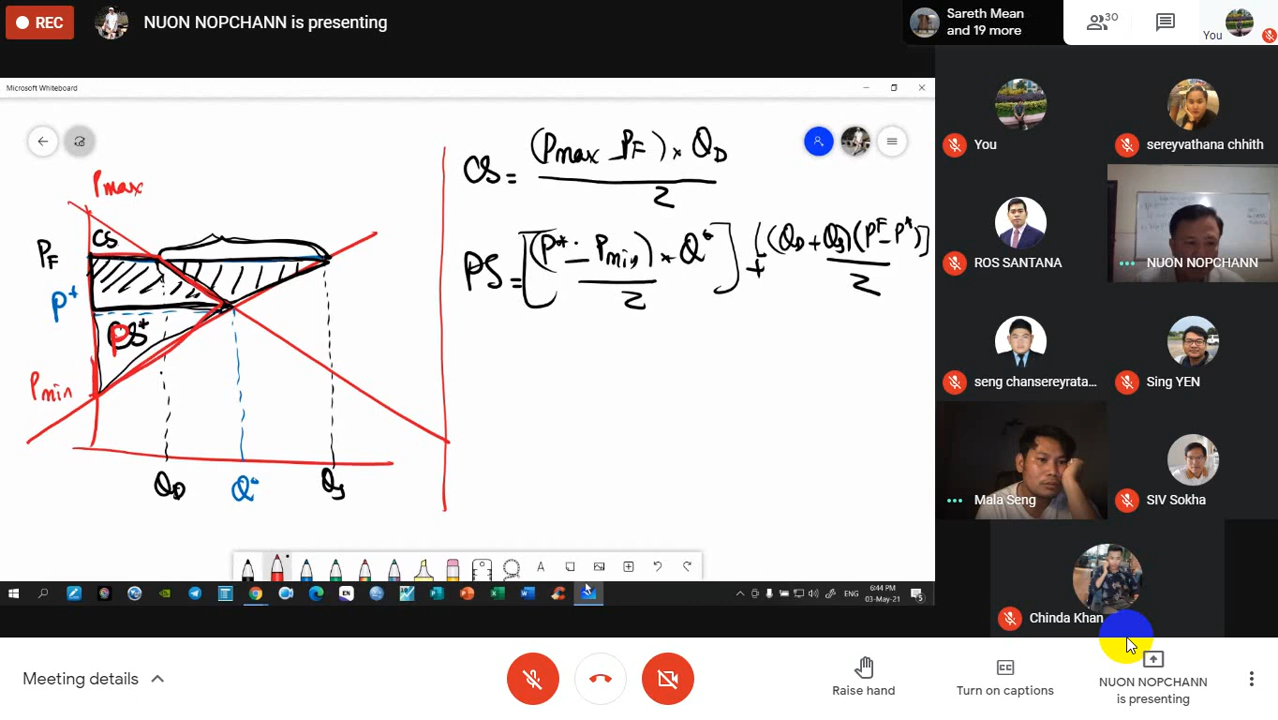 REC
NUON NOPCHANN is presenting
Sareth Mean
and 19 more
30
You
Microsoft Whiteboard
Pmax
PF
CS
P*
PS*
Pmin
QD
Q*
QS
CS = (Pmax - PF) × QD
2
PS = [(P* - Pmin) × Q*] + [(QD + QS)(PF - P*)]
2
2
You
sereyvathana chhith
ROS SANTANA
NUON NOPCHANN
seng chansereyrata...
Sing YEN
Mala Seng
SIV Sokha
Chinda Khan
ENG
6:44 PM
03-May-21
5
Meeting details
Raise hand
Turn on captions
NUON NOPCHANN
is presenting